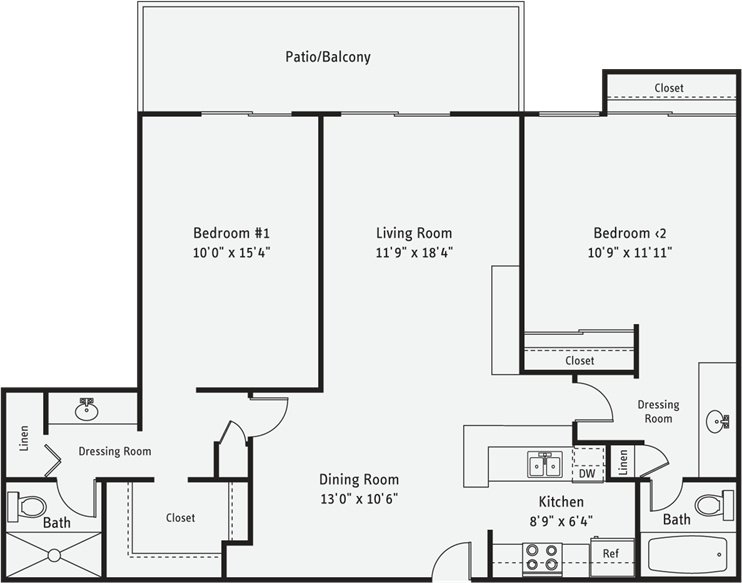 Patio/Balcony
Closet
Bedroom #1
10'0" x 15'4"
Living Room
11'9" x 18'4"
Bedroom ‹2
10'9" x 11'11"
Closet
Linen
Dressing Room
Dressing
Room
Dining Room
13'0" x 10'6"
DW
Linen
Bath
Closet
Kitchen
8'9" x 6'4"
Bath
Ref